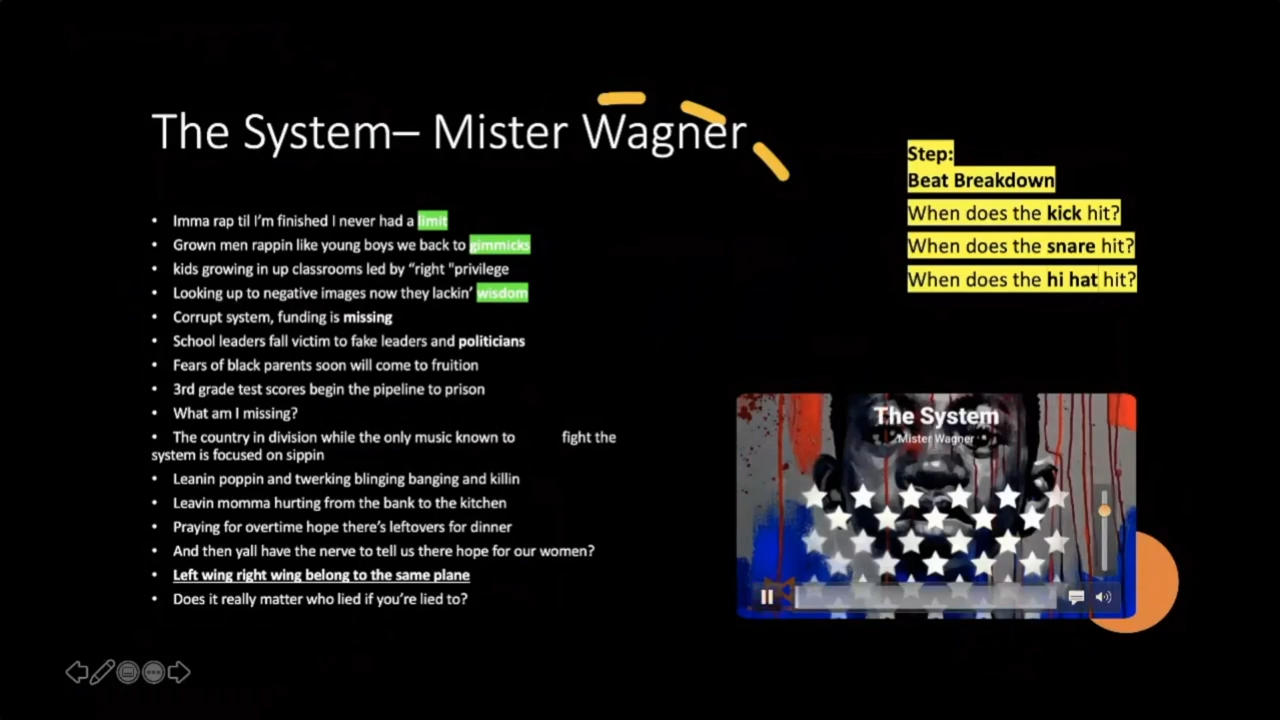 The System– Mister Wagner
• Imma rap til I'm finished I never had a limit
• Grown men rappin like young boys we back to gimmicks
• kids growing in up classrooms led by “right "privilege
• Looking up to negative images now they lackin’ wisdom
• Corrupt system, funding is missing
• School leaders fall victim to fake leaders and politicians
• Fears of black parents soon will come to fruition
• 3rd grade test scores begin the pipeline to prison
• What am I missing?
• The country in division while the only music known to fight the
system is focused on sippin
• Leanin poppin and twerking blinging banging and killin
• Leavin momma hurting from the bank to the kitchen
• Praying for overtime hope there’s leftovers for dinner
• And then yall have the nerve to tell us there hope for our women?
• Left wing right wing belong to the same plane
• Does it really matter who lied if you’re lied to?
Step:
Beat Breakdown
When does the kick hit?
When does the snare hit?
When does the hi hat hit?
The System
Mister Wagner